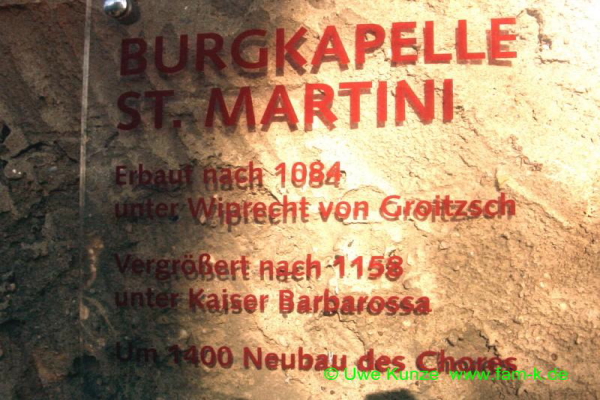 BURGKAPELLE
ST. MARTINI
Erbaut nach 1084
unter Wiprecht von Groitzsch
Vergrößert nach 1158
unter Kaiser Barbarossa
Um 1400 Neubau des Chores
© Uwe Künzel www.fam-k.de